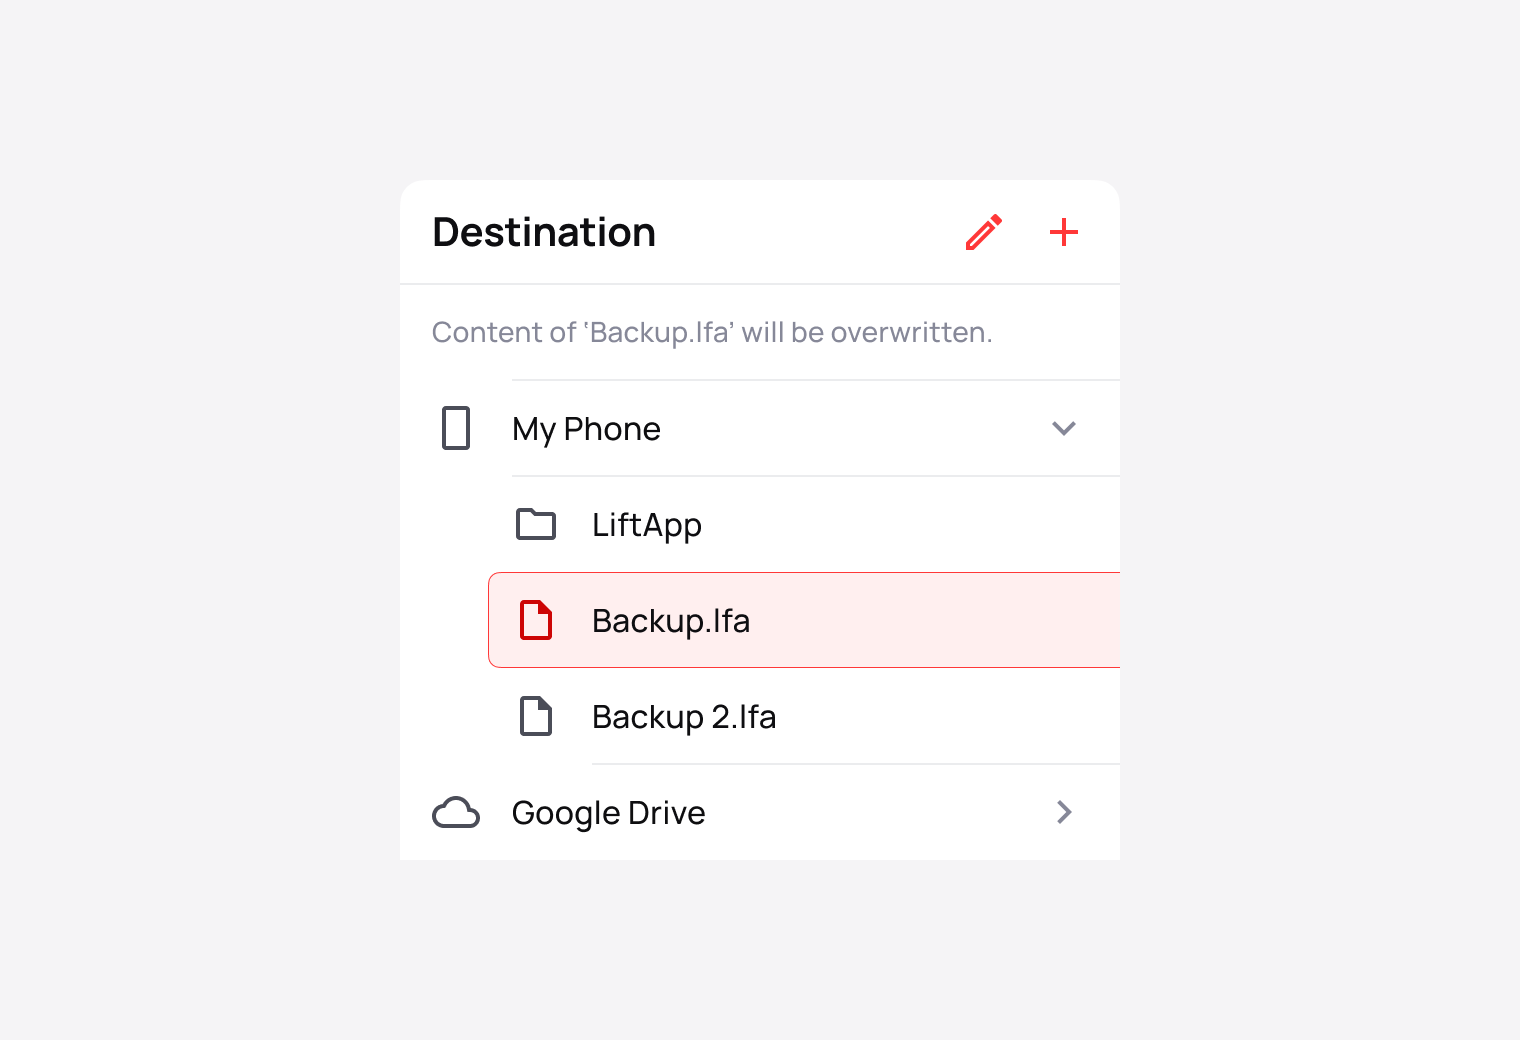 Destination
Content of ‘Backup.lfa’ will be overwritten.
My Phone
LiftApp
Backup.lfa
Backup 2.lfa
Google Drive